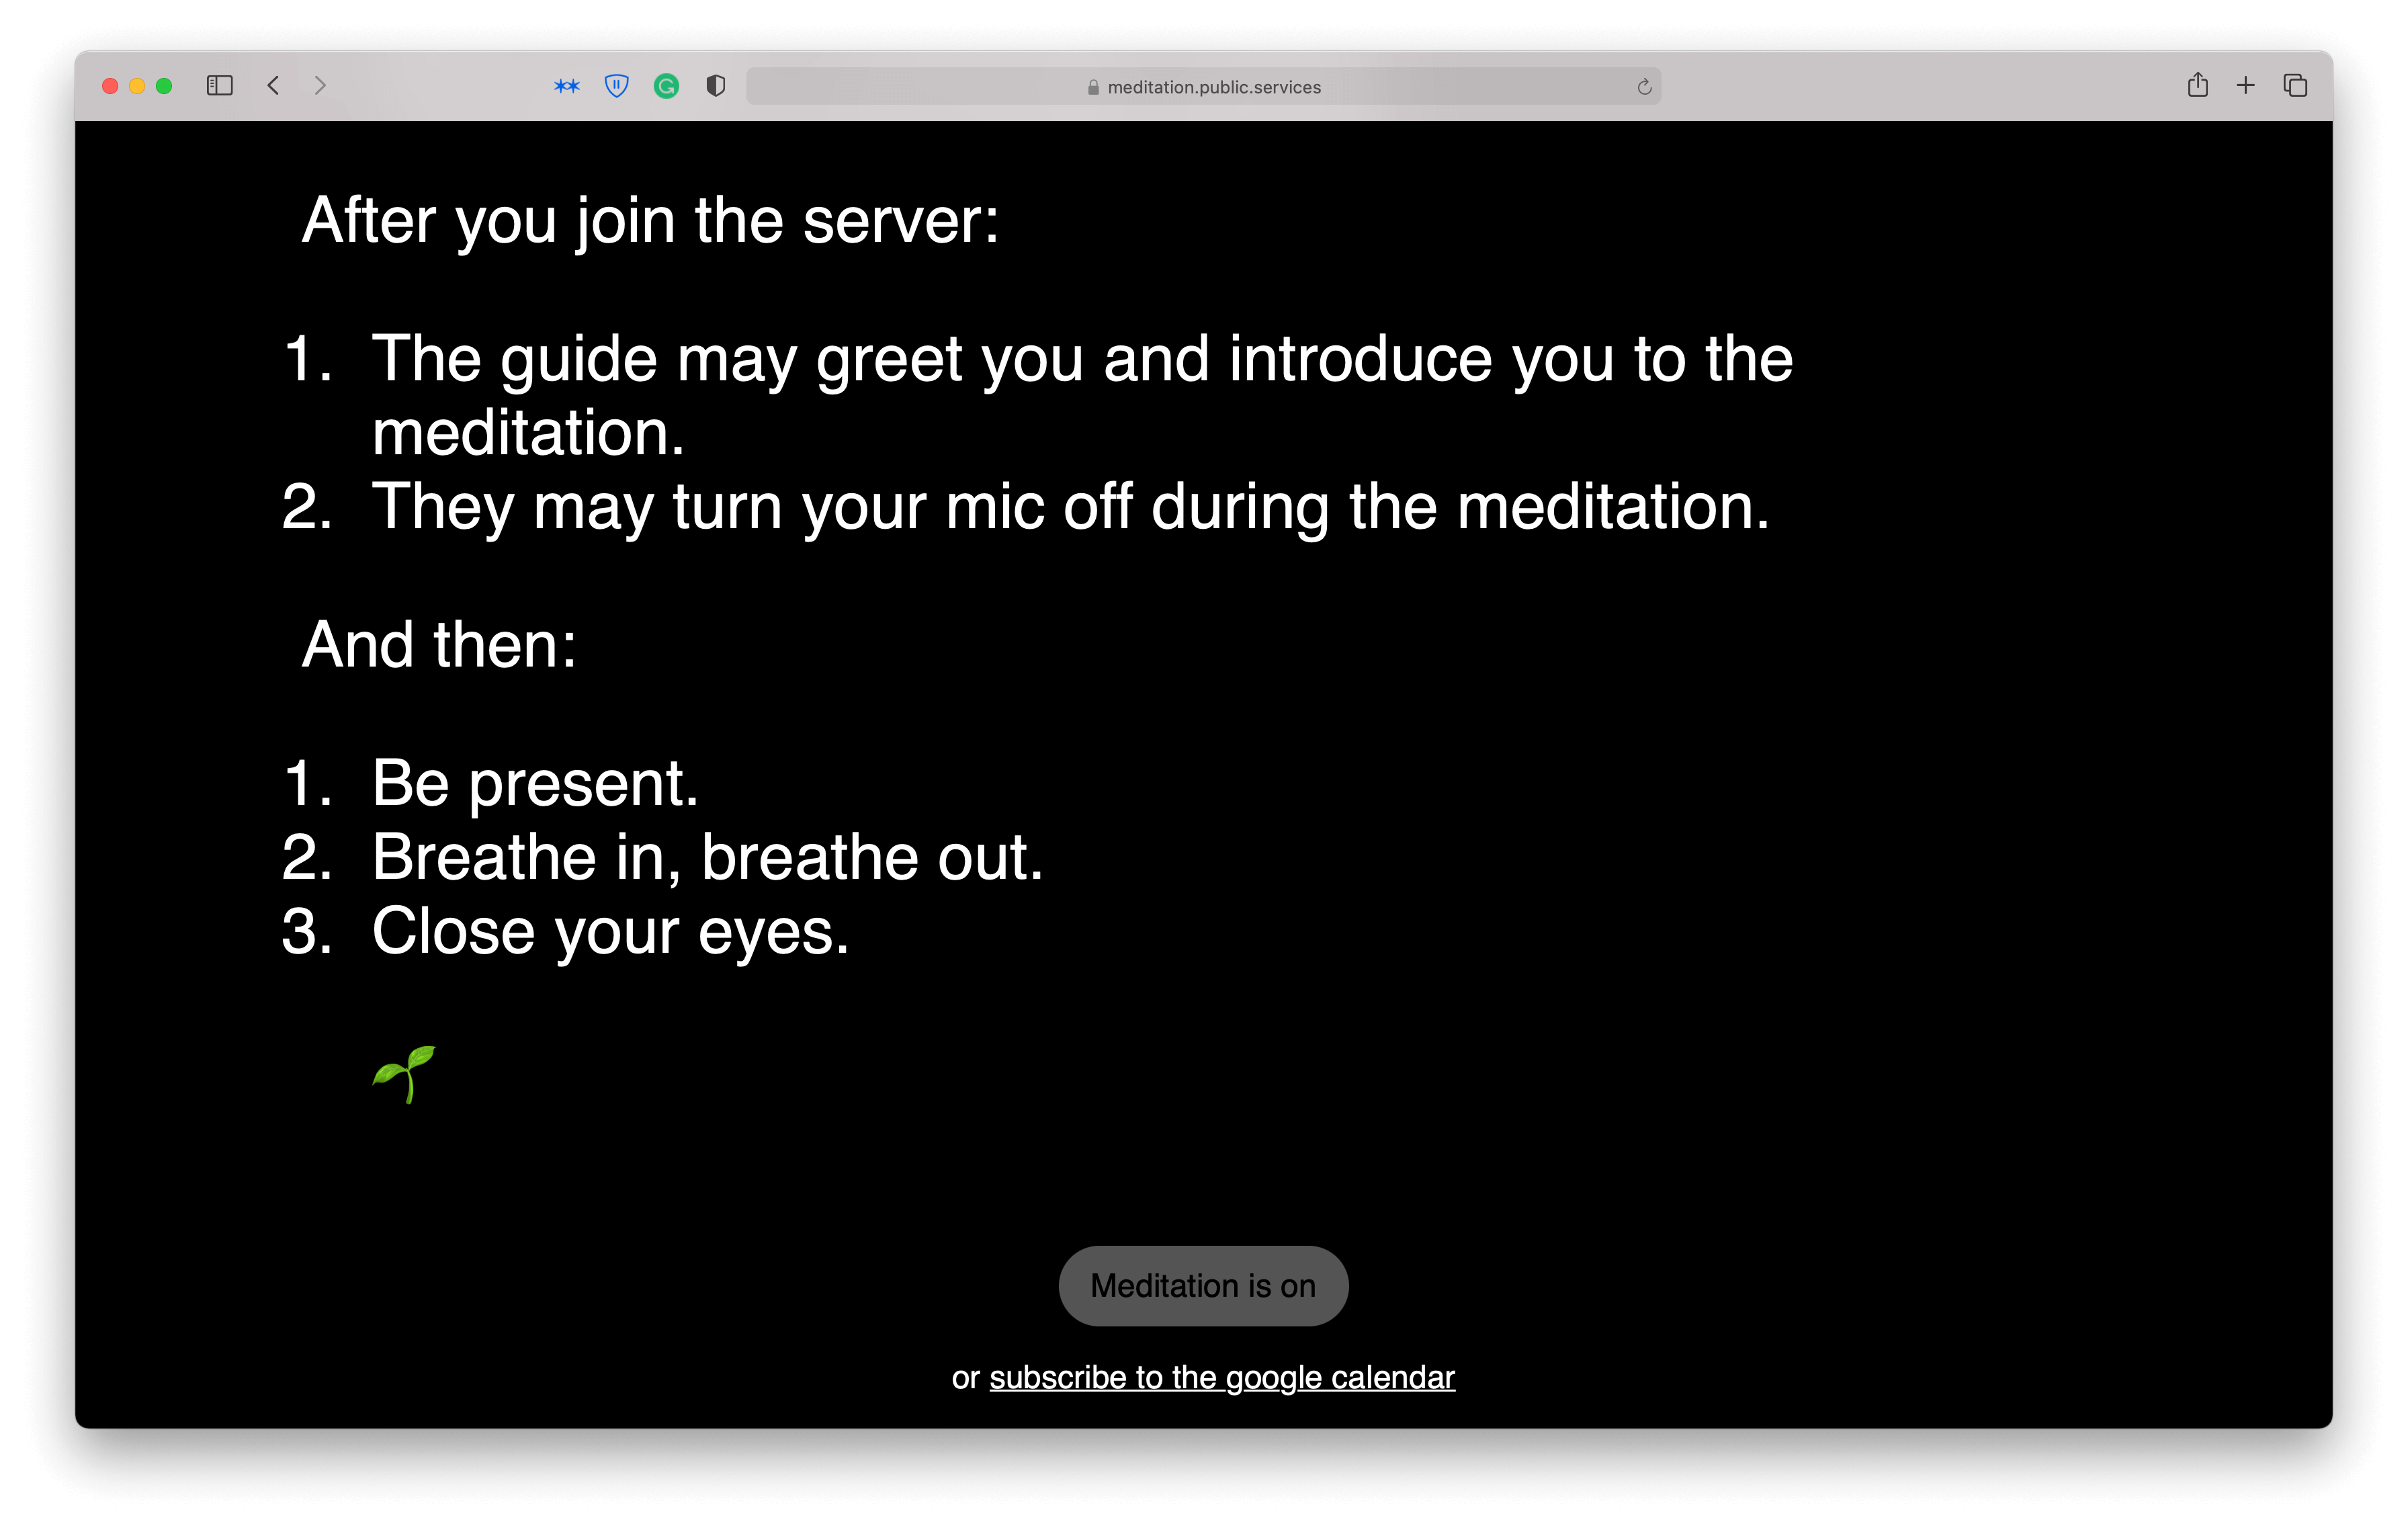 meditation.public.services
After you join the server:
1. The guide may greet you and introduce you to the
meditation.
2. They may turn your mic off during the meditation.
And then:
1. Be present.
2. Breathe in, breathe out.
3. Close your eyes.
Meditation is on
or subscribe to the google calendar